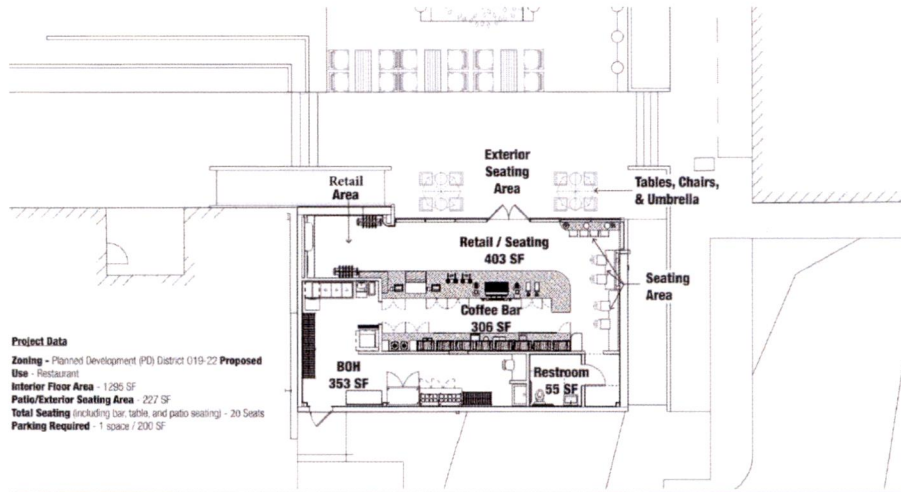 Exterior
Seating
Area
Retail
Area
Tables, Chairs,
& Umbrella
Retail / Seating
403 SF
Seating
Area
Coffee Bar
306 SF
BOH
353 SF
Restroom
55 SF
Project Data
Zoning - Planned Development (PD) District 019-22 Proposed
Use - Restaurant
Interior Floor Area - 1295 SF
Patio/Exterior Seating Area - 227 SF
Total Seating (including bar, table, and patio seating) - 20 Seats
Parking Required - 1 space / 200 SF